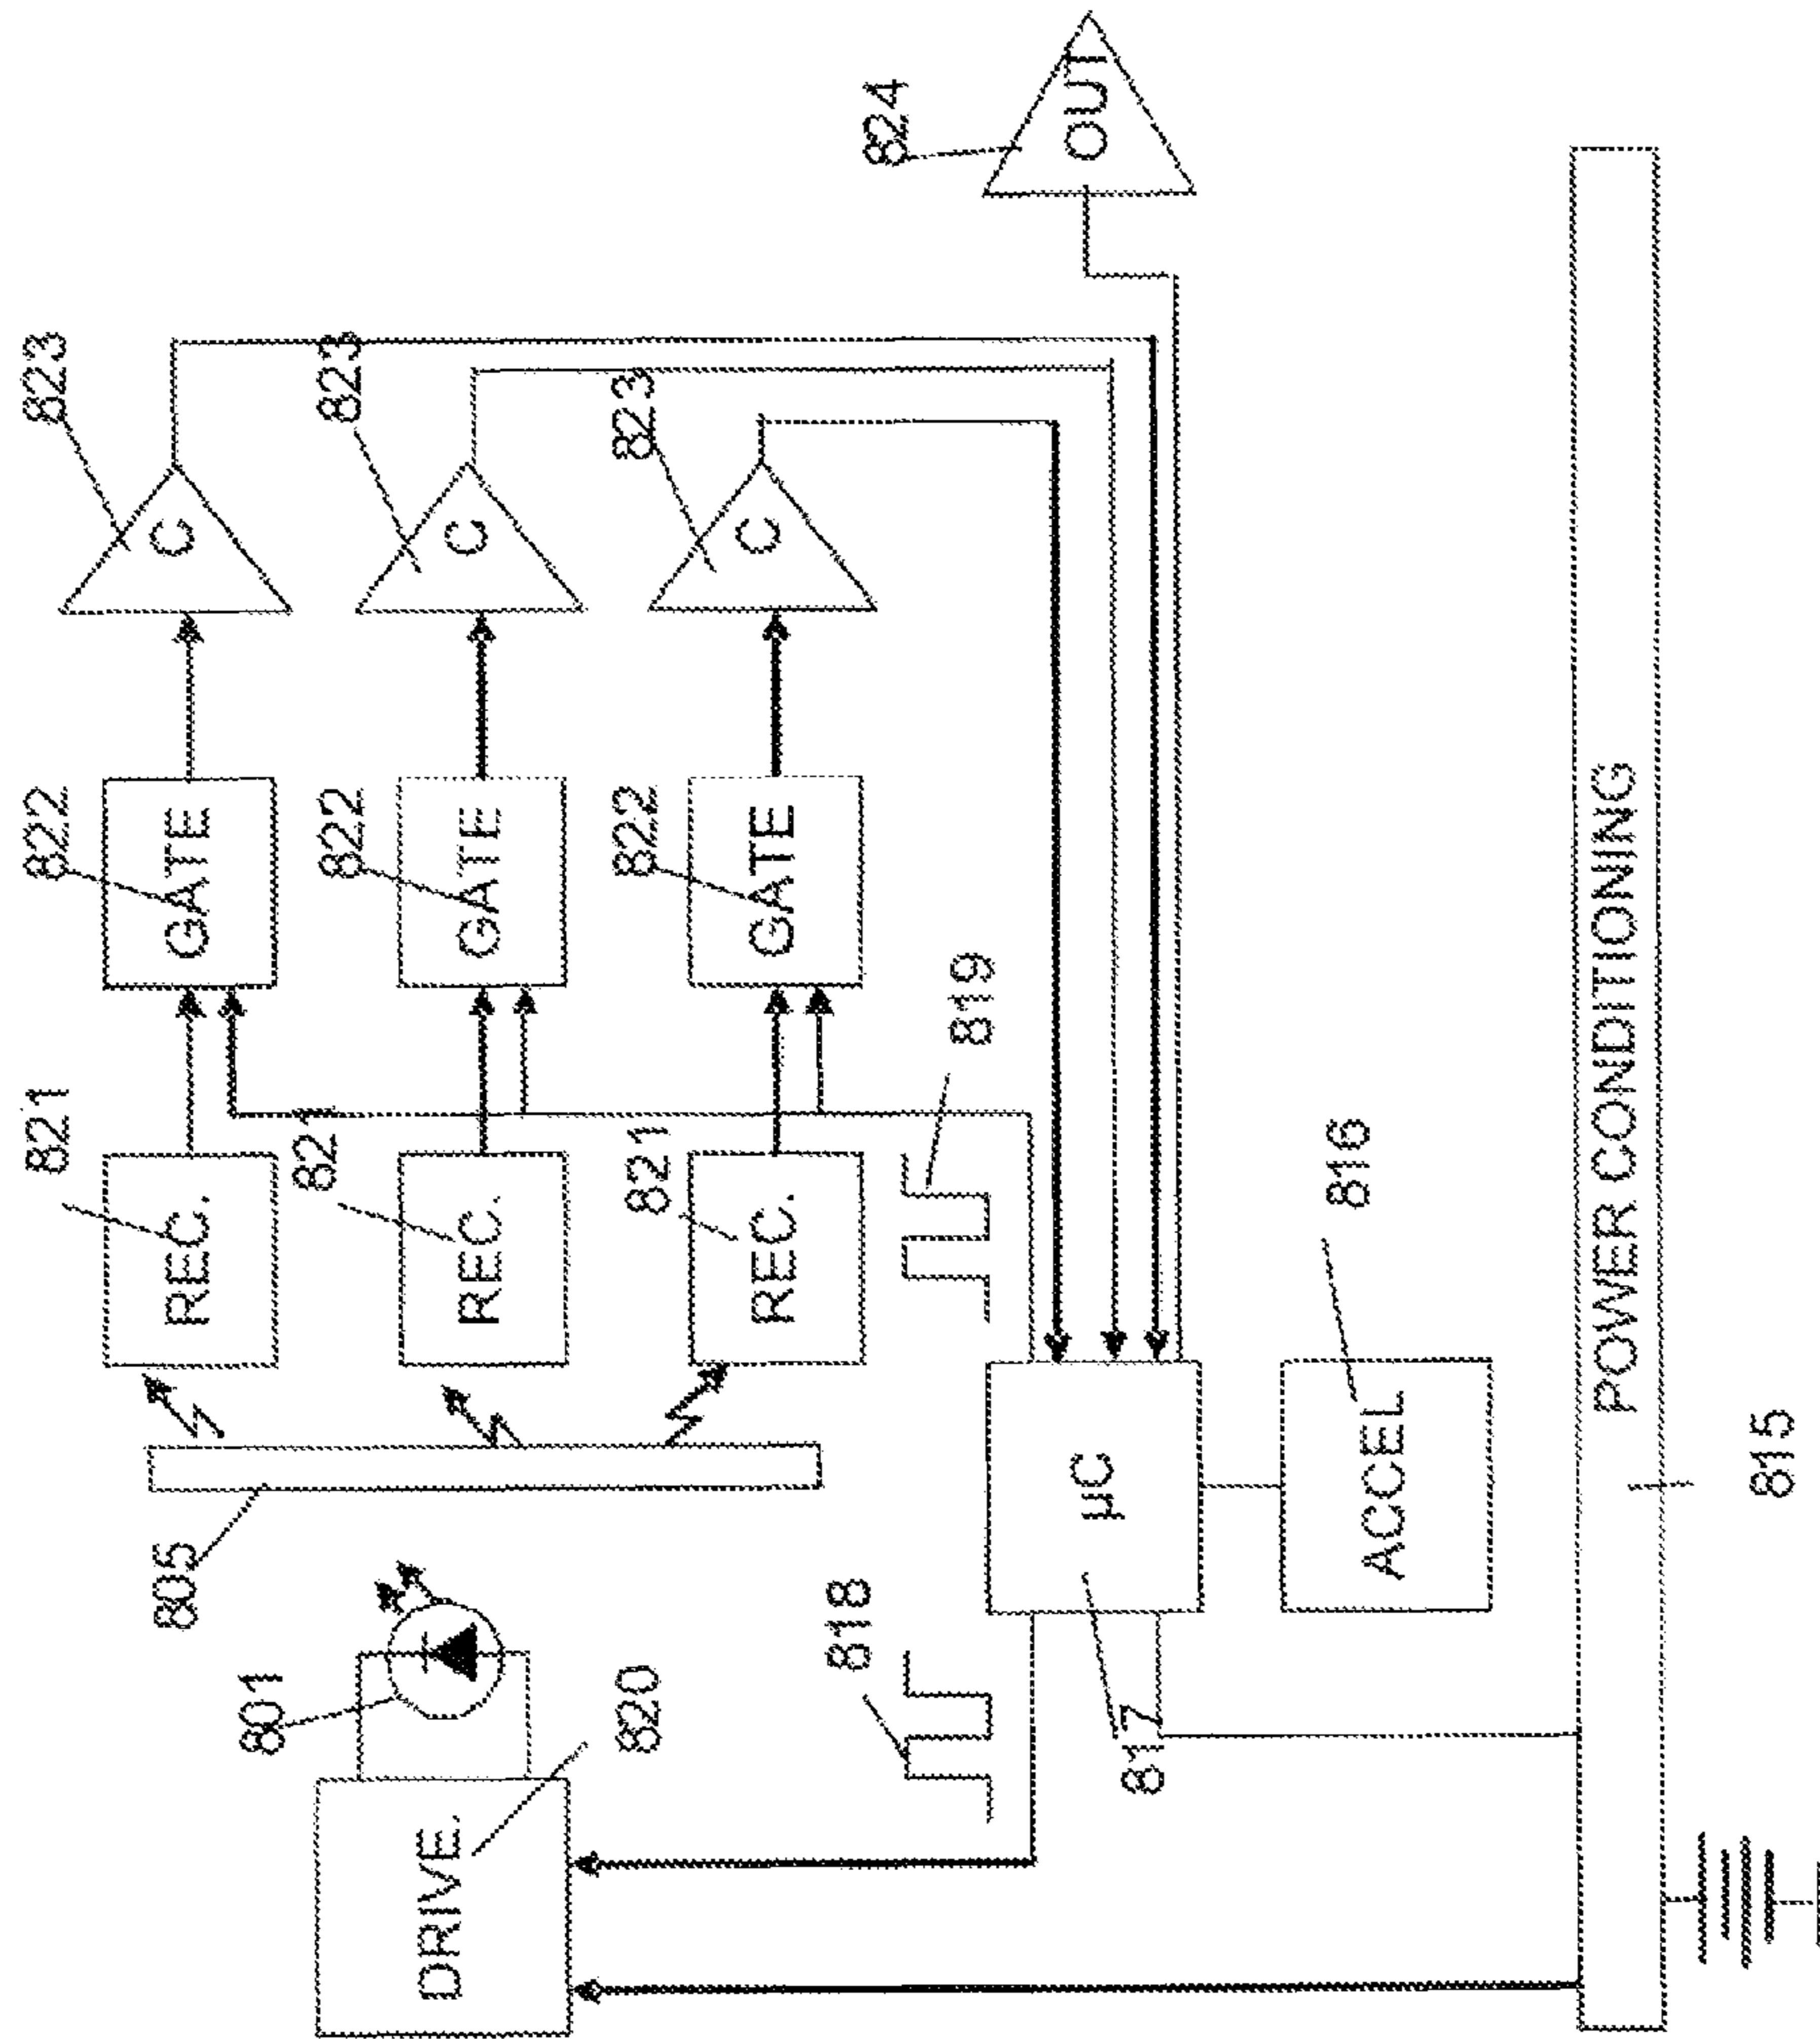 821 822 823
805
REC. GATE C
801
821 822 823
DRIVE. REC. GATE C
820 821 822 823
REC. GATE C
818 824
819
µC OUT
817
816
ACCEL
POWER CONDITIONING
815